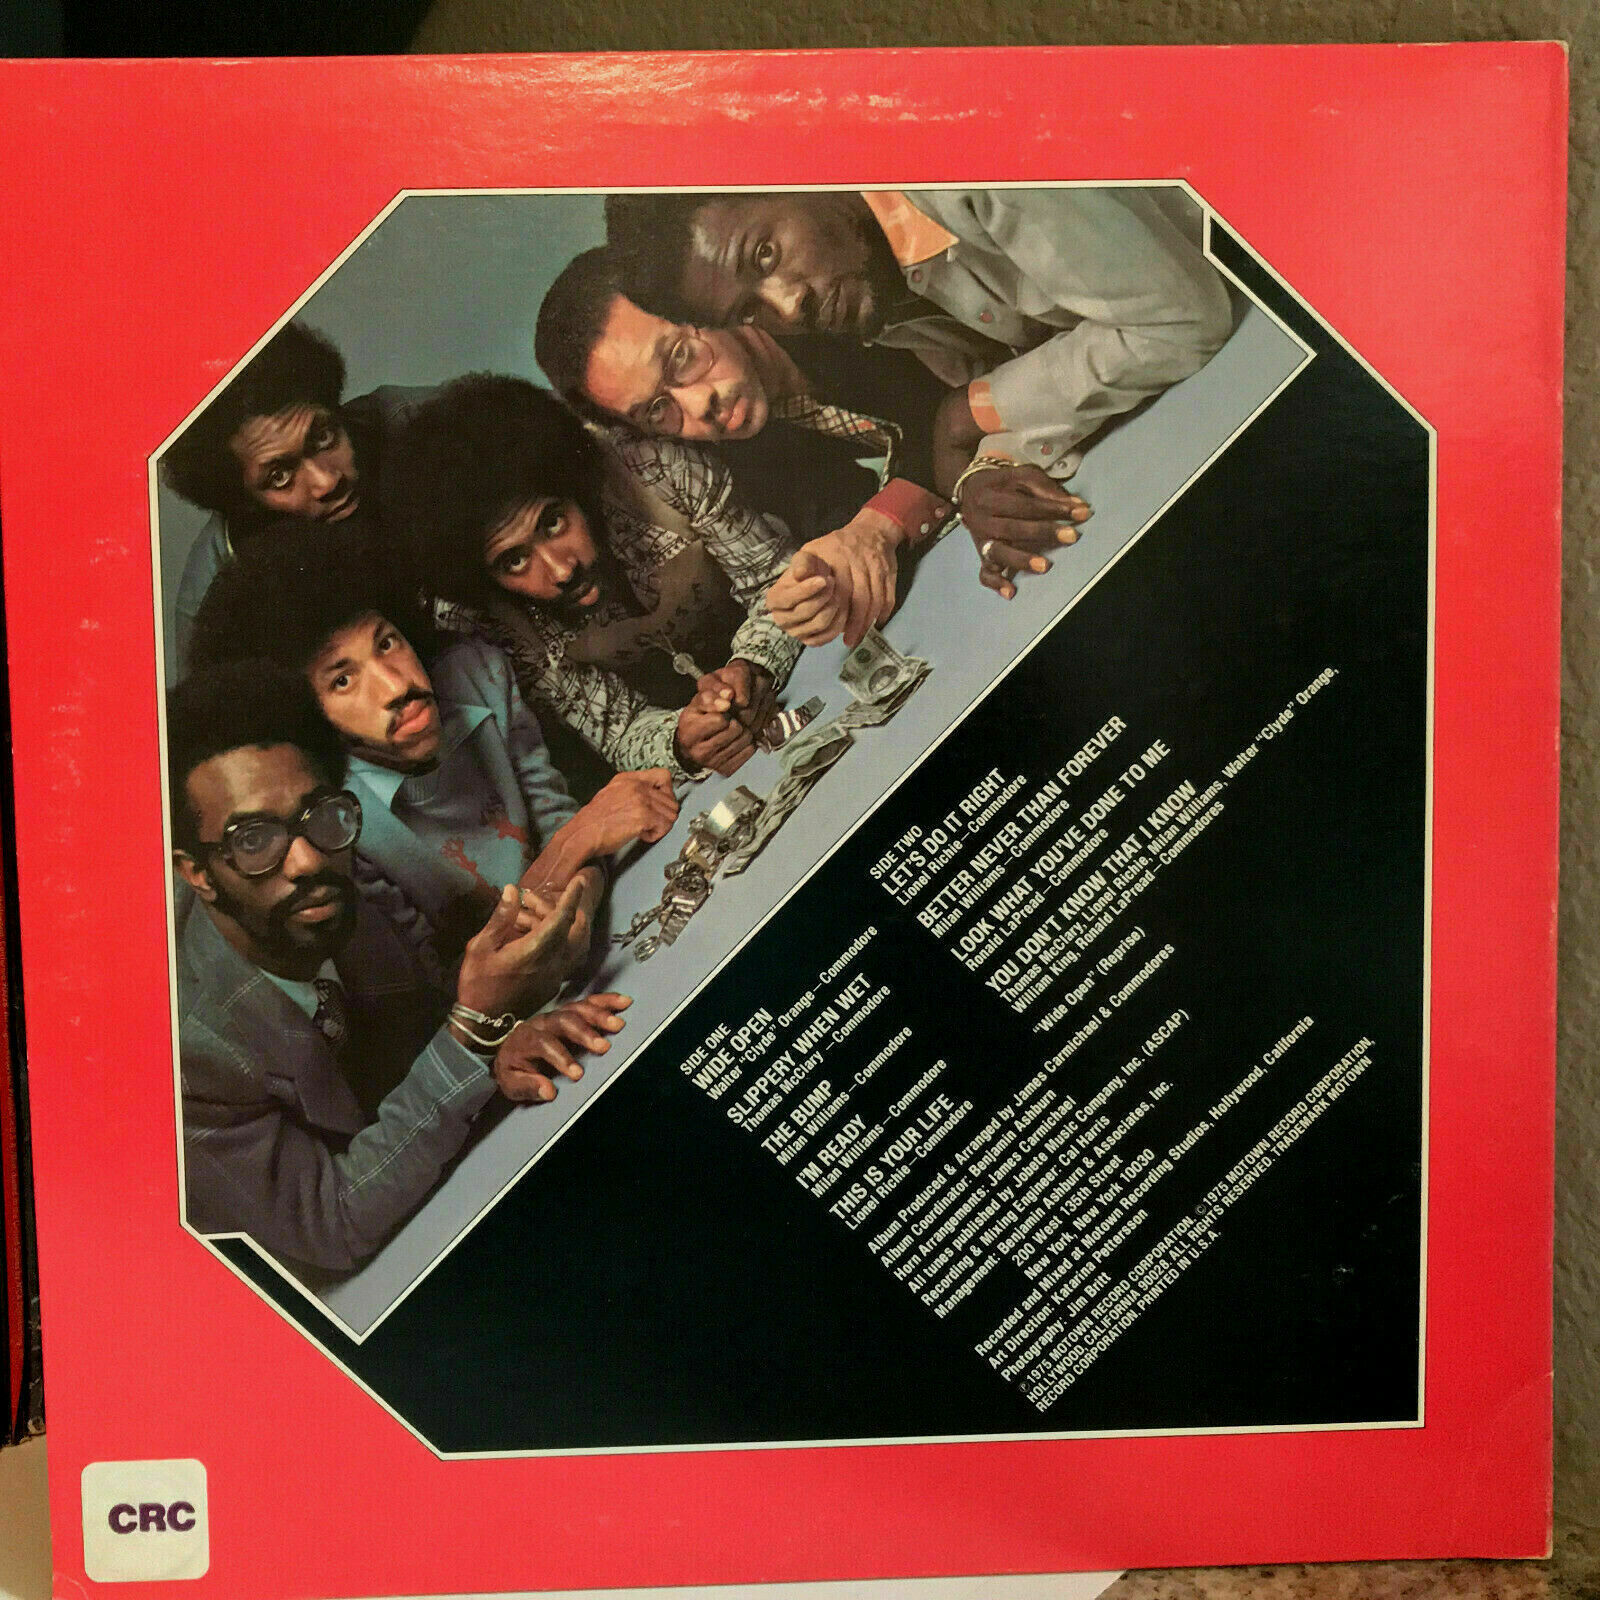 SIDE ONE
WIDE OPEN
Walter "Clyde" Orange—Commodore
SLIPPERY WHEN WET
Thomas McClary —Commodore
THE BUMP
Milan Williams—Commodore
I'M READY
Milan Williams—Commodore
THIS IS YOUR LIFE
Lionel Richie—Commodore
SIDE TWO
LET'S DO IT RIGHT
Lionel Richie—Commodore
BETTER NEVER THAN FOREVER
Milan Williams—Commodore
LOOK WHAT YOU'VE DONE TO ME
Ronald LaPread—Commodore
YOU DON'T KNOW THAT I KNOW
Thomas McClary, Lionel Richie, Milan Williams, Walter "Clyde" Orange,
William King, Ronald LaPread—Commodores
"Wide Open" (Reprise)
Album Produced & Arranged by James Carmichael & Commodores
Album Coordinator: Benjamin Ashburn
Horn Arrangements: James Carmichael
All tunes published by Jobete Music Company, Inc. (ASCAP)
Recording & Mixing Engineer: Cal Harris
Management: Benjamin Ashburn & Associates, Inc.
200 West 135th Street
New York, New York 10030
Recorded and Mixed at Motown Recording Studios, Hollywood, California
Art Direction: Katarina Pettersson
Photography: Jim Britt
℗ 1975 MOTOWN RECORD CORPORATION. © 1975 MOTOWN RECORD CORPORATION,
HOLLYWOOD, CALIFORNIA 90028. ALL RIGHTS RESERVED. TRADEMARK MOTOWN
RECORD CORPORATION. PRINTED IN U.S.A.
CRC